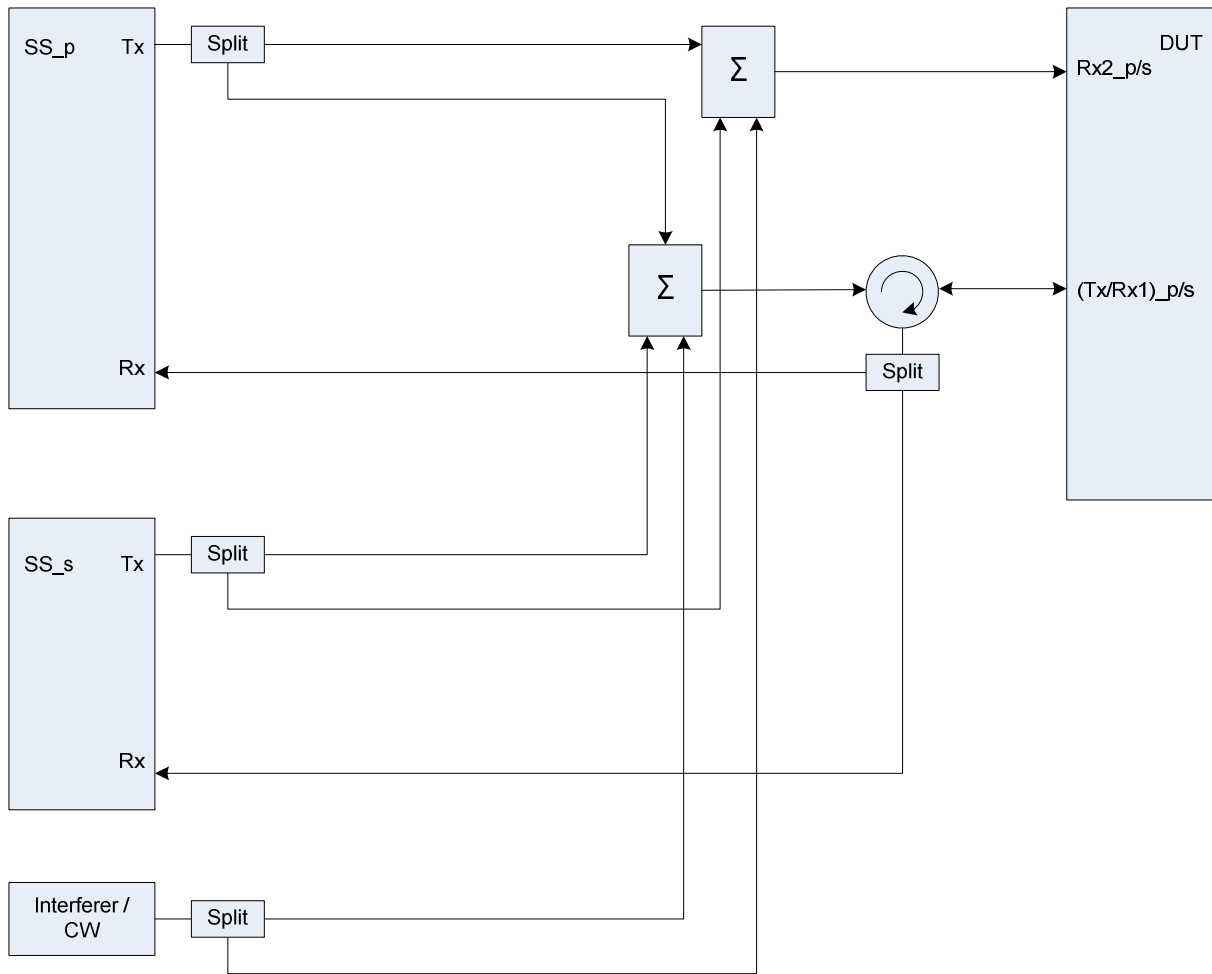 SS_p
Tx
Split
Σ
DUT
Rx2_p/s
Σ
(Tx/Rx1)_p/s
Rx
Split
SS_s
Tx
Split
Rx
Interferer /
CW
Split